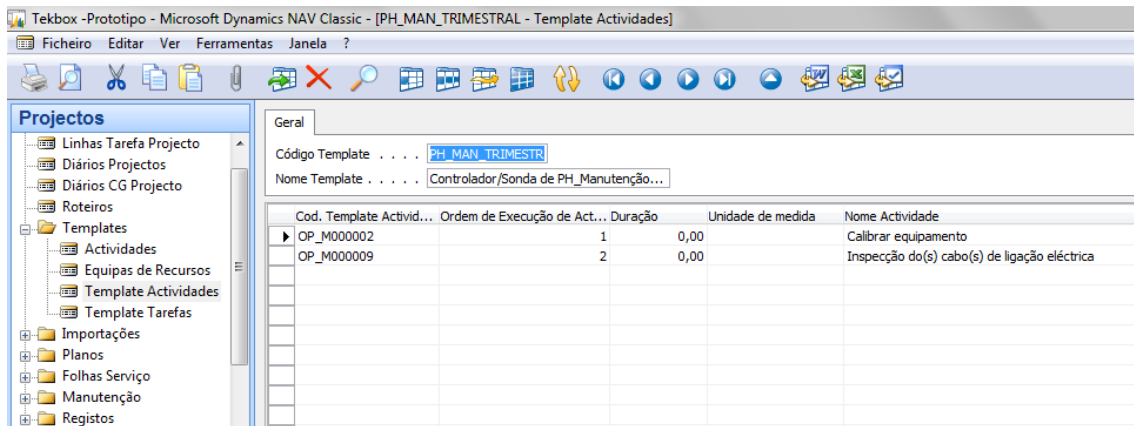 Tekbox -Prototipo - Microsoft Dynamics NAV Classic - [PH_MAN_TRIMESTRAL - Template Actividades]
Ficheiro Editar Ver Ferramentas Janela ?
Projectos
Linhas Tarefa Projecto
Diários Projectos
Diários CG Projecto
Roteiros
Templates
Actividades
Equipas de Recursos
Template Actividades
Template Tarefas
Importações
Planos
Folhas Serviço
Manutenção
Registos
Geral
Código Template . . . . PH_MAN_TRIMESTR
Nome Template . . . . . Controlador/Sonda de PH_Manutenção...
Cod. Template Activid... Ordem de Execução de Act... Duração Unidade de medida Nome Actividade
OP_M000002 1 0,00 Calibrar equipamento
OP_M000009 2 0,00 Inspecção do(s) cabo(s) de ligação eléctrica